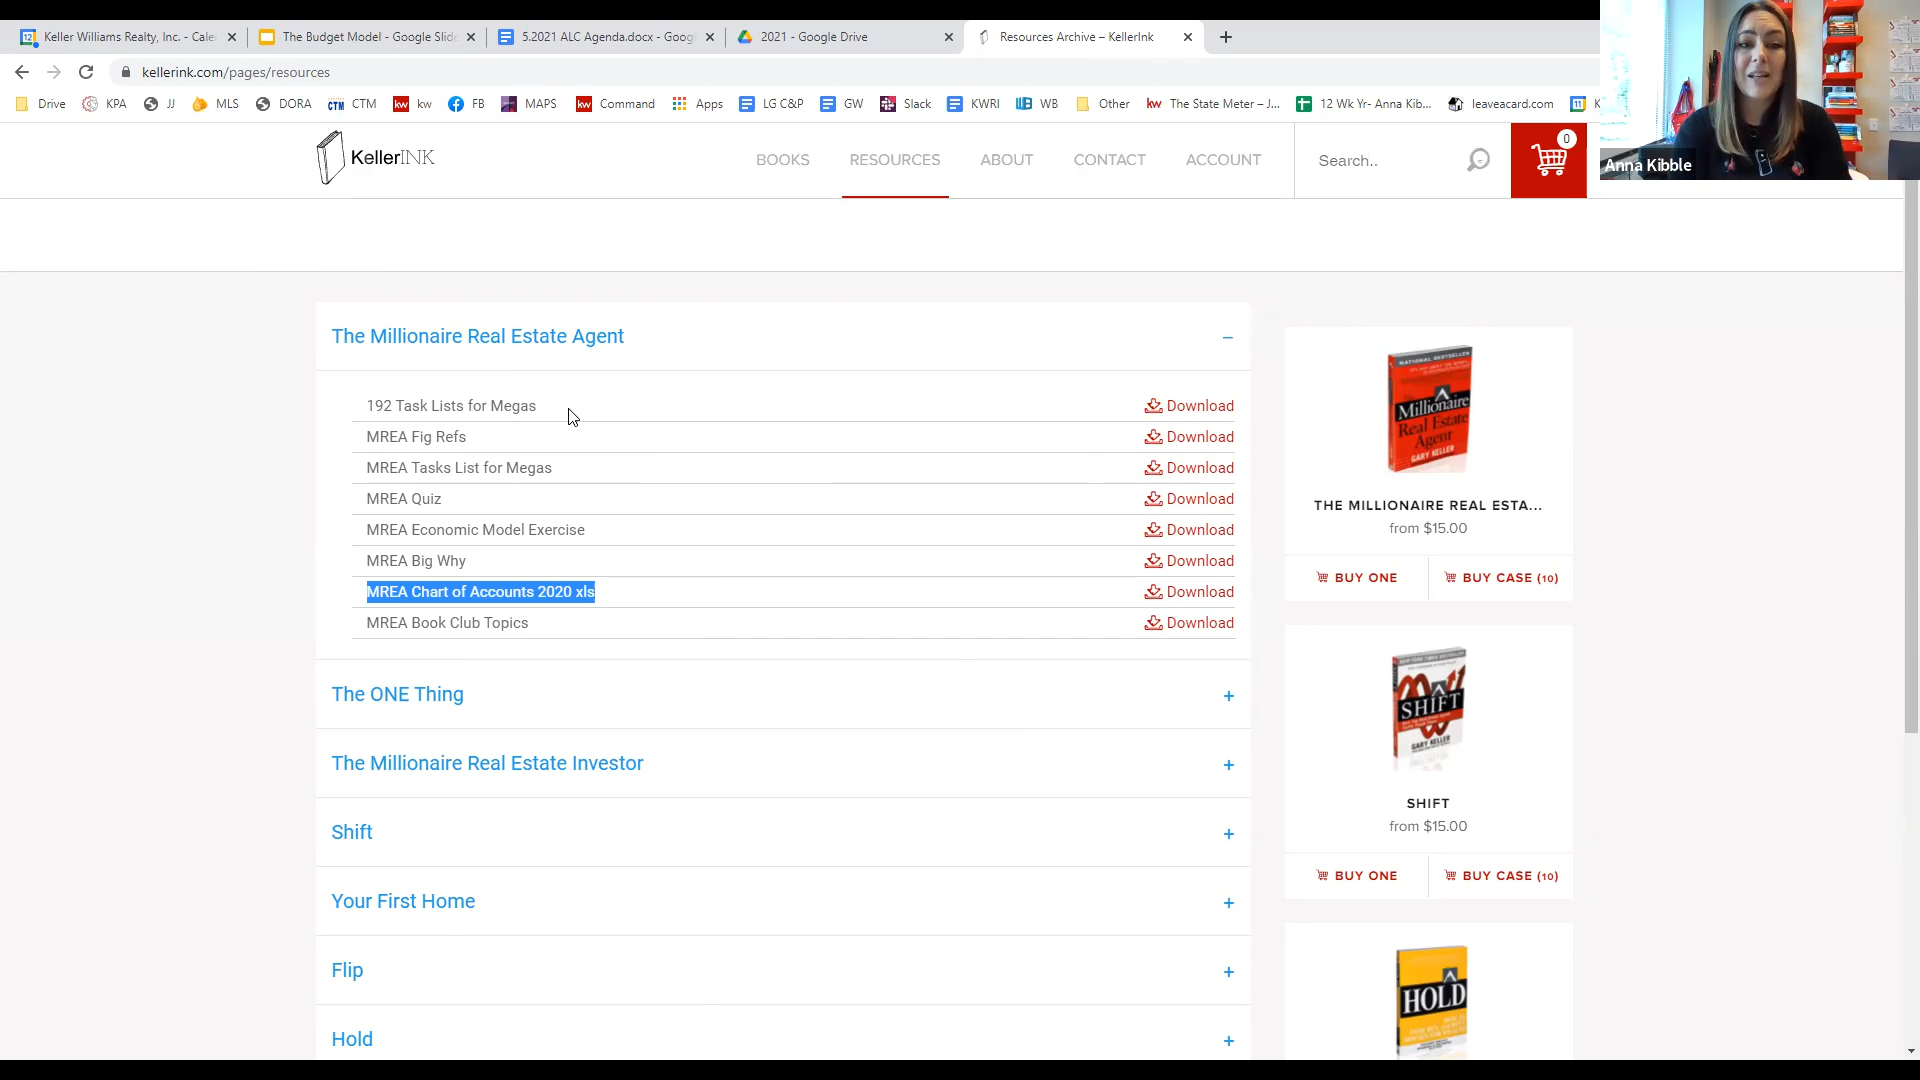 Keller Williams Realty, Inc. - Cale
The Budget Model - Google Slide
5.2021 ALC Agenda.docx - Goog
2021 - Google Drive
Resources Archive – KellerInk
kellerink.com/pages/resources
Drive
KPA
JJ
MLS
DORA
CTM CTM
kw kw
FB
MAPS
kw Command
Apps
LG C&P
GW
Slack
KWRI
WB
Other
kw The State Meter – J...
12 Wk Yr- Anna Kib...
leaveacard.com
Anna Kibble
KellerINK
BOOKS
RESOURCES
ABOUT
CONTACT
ACCOUNT
Search..
0
The Millionaire Real Estate Agent
192 Task Lists for Megas Download
MREA Fig Refs Download
MREA Tasks List for Megas Download
MREA Quiz Download
MREA Economic Model Exercise Download
MREA Big Why Download
MREA Chart of Accounts 2020 xls Download
MREA Book Club Topics Download
The ONE Thing
The Millionaire Real Estate Investor
Shift
Your First Home
Flip
Hold
NATIONAL BESTSELLER
The
Millionaire
Real Estate
Agent
GARY KELLER
THE MILLIONAIRE REAL ESTA...
from $15.00
BUY ONE
BUY CASE (10)
SHIFT
GARY KELLER
SHIFT
from $15.00
BUY ONE
BUY CASE (10)
HOLD